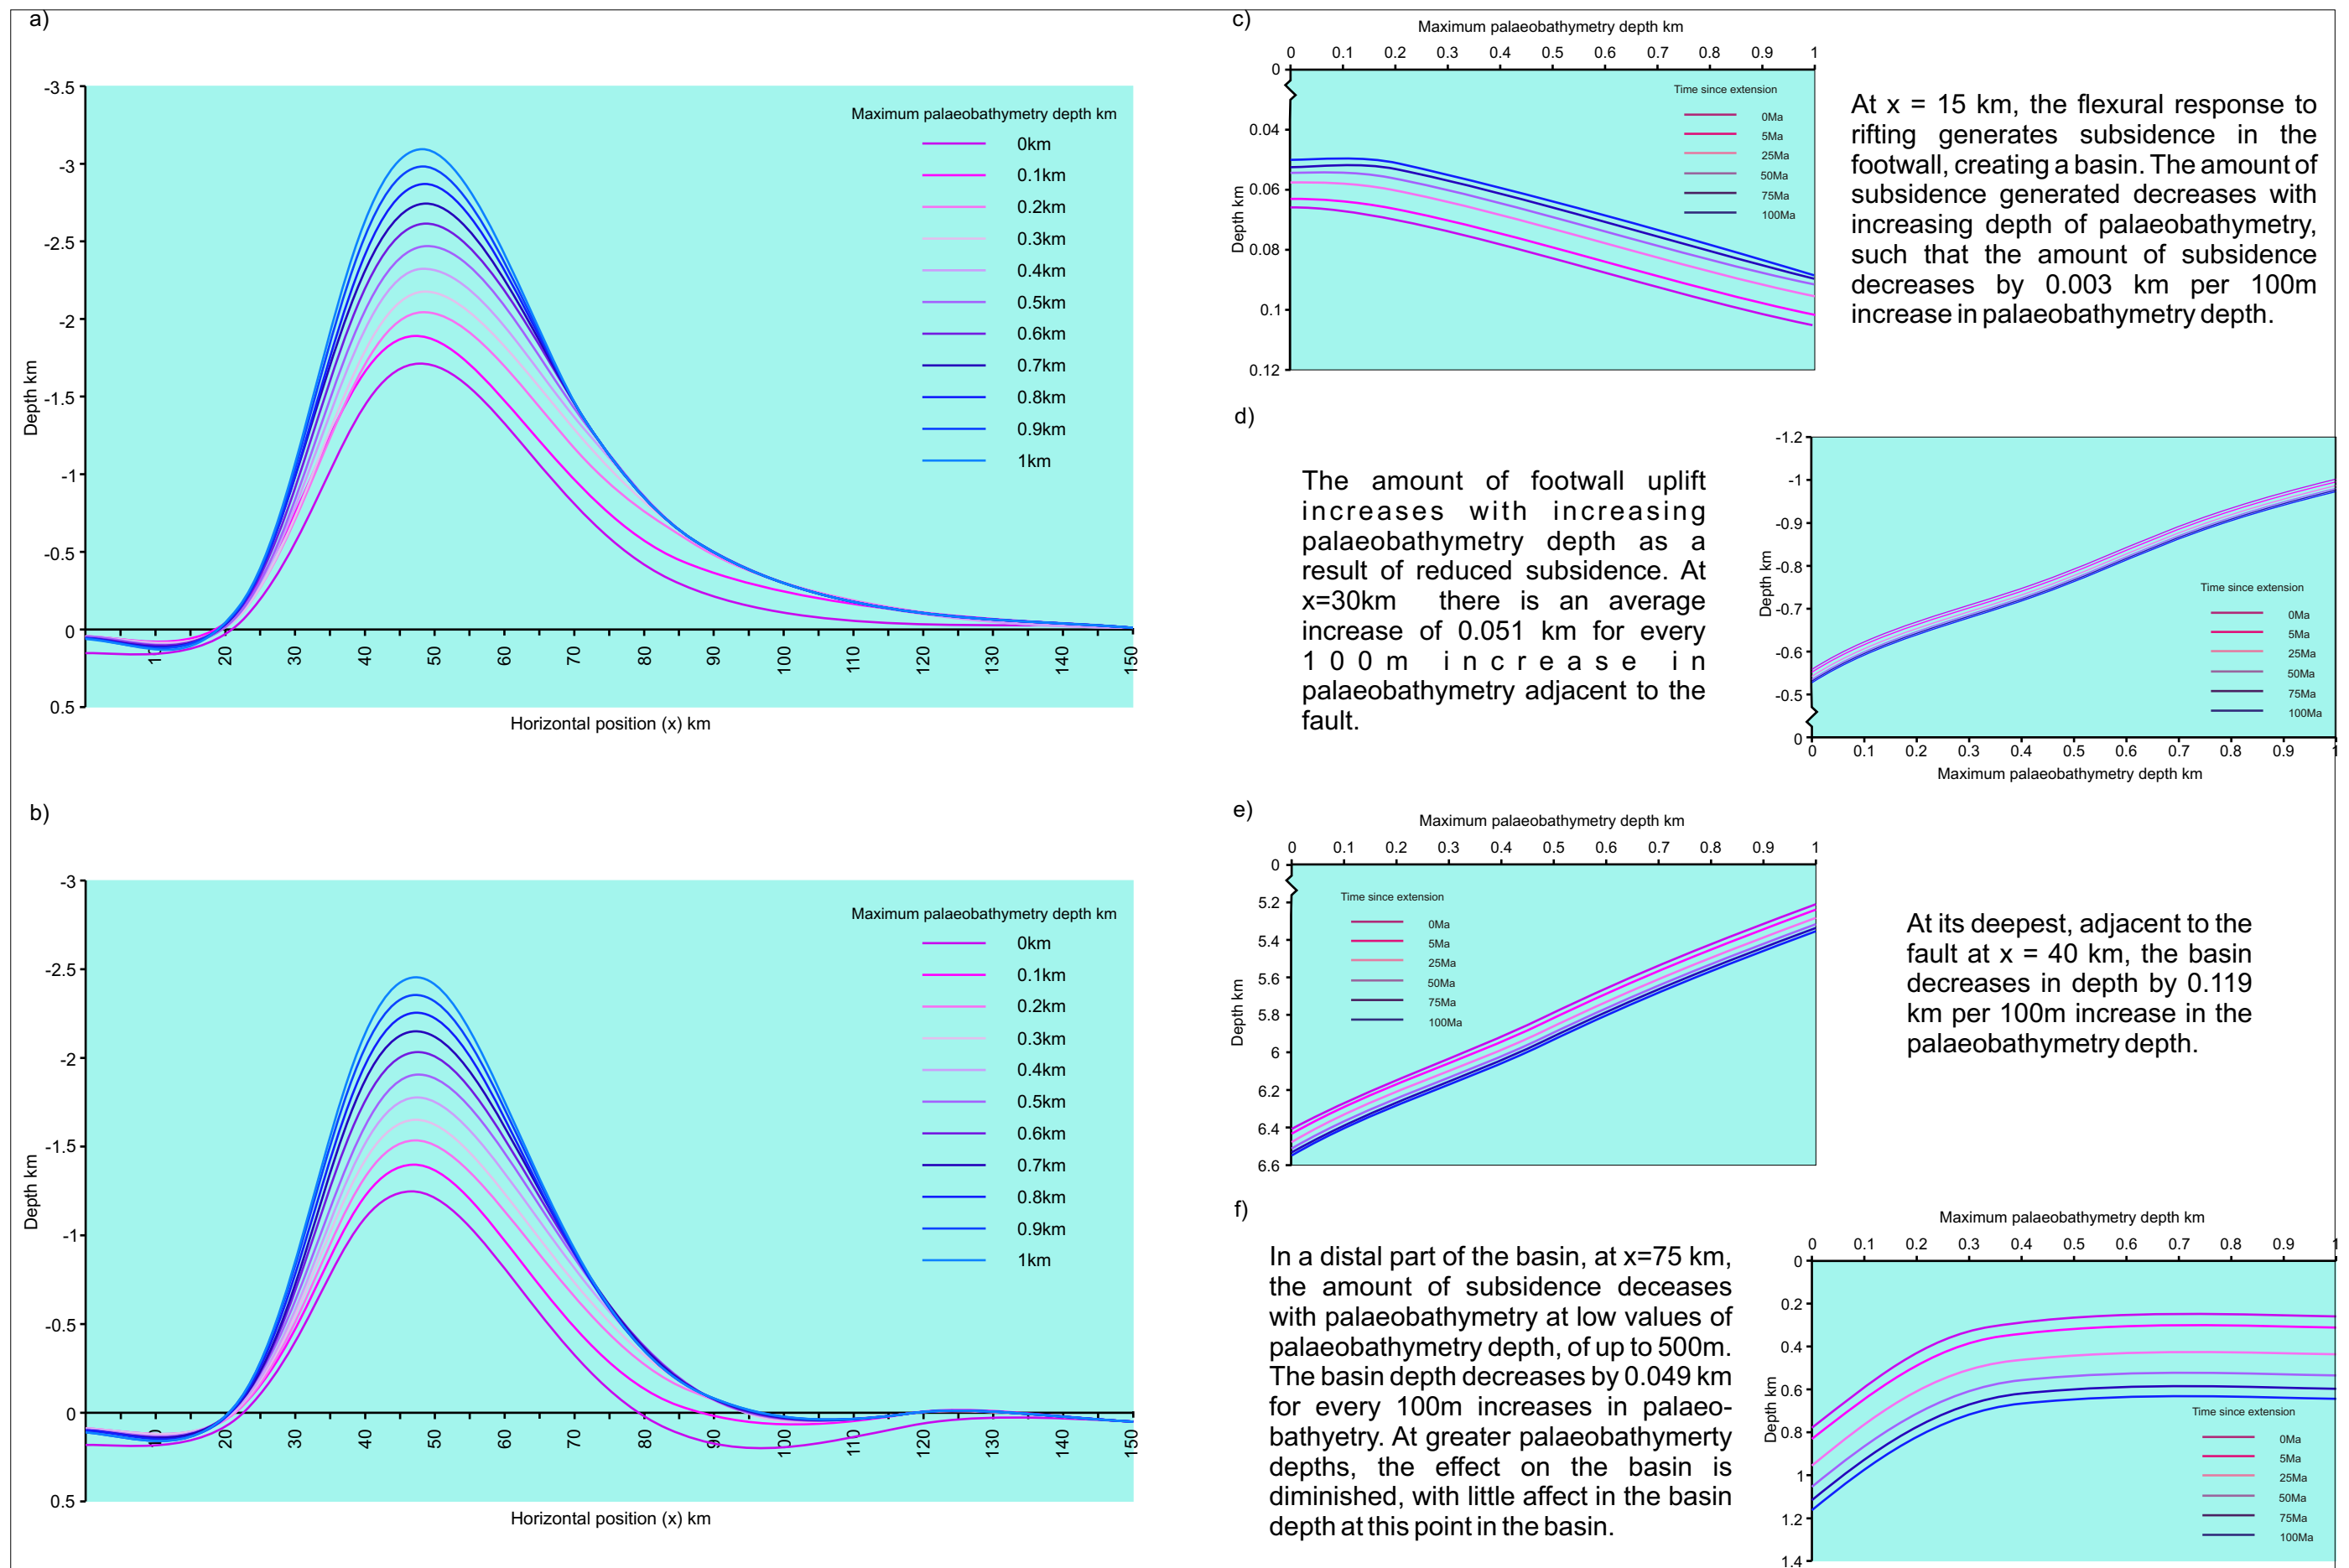 a)
-3.5
-3
-2.5
-2
-1.5
-1
-0.5
0
0.5
Depth km
10
20
30
40
50
60
70
80
90
100
110
120
130
140
150
Horizontal position (x) km
Maximum palaeobathymetry depth km
0km
0.1km
0.2km
0.3km
0.4km
0.5km
0.6km
0.7km
0.8km
0.9km
1km
b)
-3
-2.5
-2
-1.5
-1
-0.5
0
0.5
Depth km
10
20
30
40
50
60
70
80
90
100
110
120
130
140
150
Horizontal position (x) km
Maximum palaeobathymetry depth km
0km
0.1km
0.2km
0.3km
0.4km
0.5km
0.6km
0.7km
0.8km
0.9km
1km
c)
Maximum palaeobathymetry depth km
0 0.1 0.2 0.3 0.4 0.5 0.6 0.7 0.8 0.9 1
0
0.04
0.06
0.08
0.1
0.12
Depth km
Time since extension
0Ma
5Ma
25Ma
50Ma
75Ma
100Ma
At x = 15 km, the flexural response to
rifting generates subsidence in the
footwall, creating a basin. The amount of
subsidence generated decreases with
increasing depth of palaeobathymetry,
such that the amount of subsidence
decreases by 0.003 km per 100m
increase in palaeobathymetry depth.
d)
The amount of footwall uplift
increases with increasing
palaeobathymetry depth as a
result of reduced subsidence. At
x=30km there is an average
increase of 0.051 km for every
100m increase in
palaeobathymetry adjacent to the
fault.
-1.2
-1
-0.9
-0.8
-0.7
-0.6
-0.5
0
Depth km
Time since extension
0Ma
5Ma
25Ma
50Ma
75Ma
100Ma
0 0.1 0.2 0.3 0.4 0.5 0.6 0.7 0.8 0.9 1
Maximum palaeobathymetry depth km
e)
Maximum palaeobathymetry depth km
0 0.1 0.2 0.3 0.4 0.5 0.6 0.7 0.8 0.9 1
0
5.2
5.4
5.6
5.8
6
6.2
6.4
6.6
Depth km
Time since extension
0Ma
5Ma
25Ma
50Ma
75Ma
100Ma
At its deepest, adjacent to the
fault at x = 40 km, the basin
decreases in depth by 0.119
km per 100m increase in the
palaeobathymetry depth.
f)
In a distal part of the basin, at x=75 km,
the amount of subsidence deceases
with palaeobathymetry at low values of
palaeobathymetry depth, of up to 500m.
The basin depth decreases by 0.049 km
for every 100m increases in palaeo-
bathyetry. At greater palaeobathymerty
depths, the effect on the basin is
diminished, with little affect in the basin
depth at this point in the basin.
Maximum palaeobathymetry depth km
0 0.1 0.2 0.3 0.4 0.5 0.6 0.7 0.8 0.9 1
0
0.2
0.4
0.6
0.8
1
1.2
1.4
Depth km
Time since extension
0Ma
5Ma
25Ma
50Ma
75Ma
100Ma